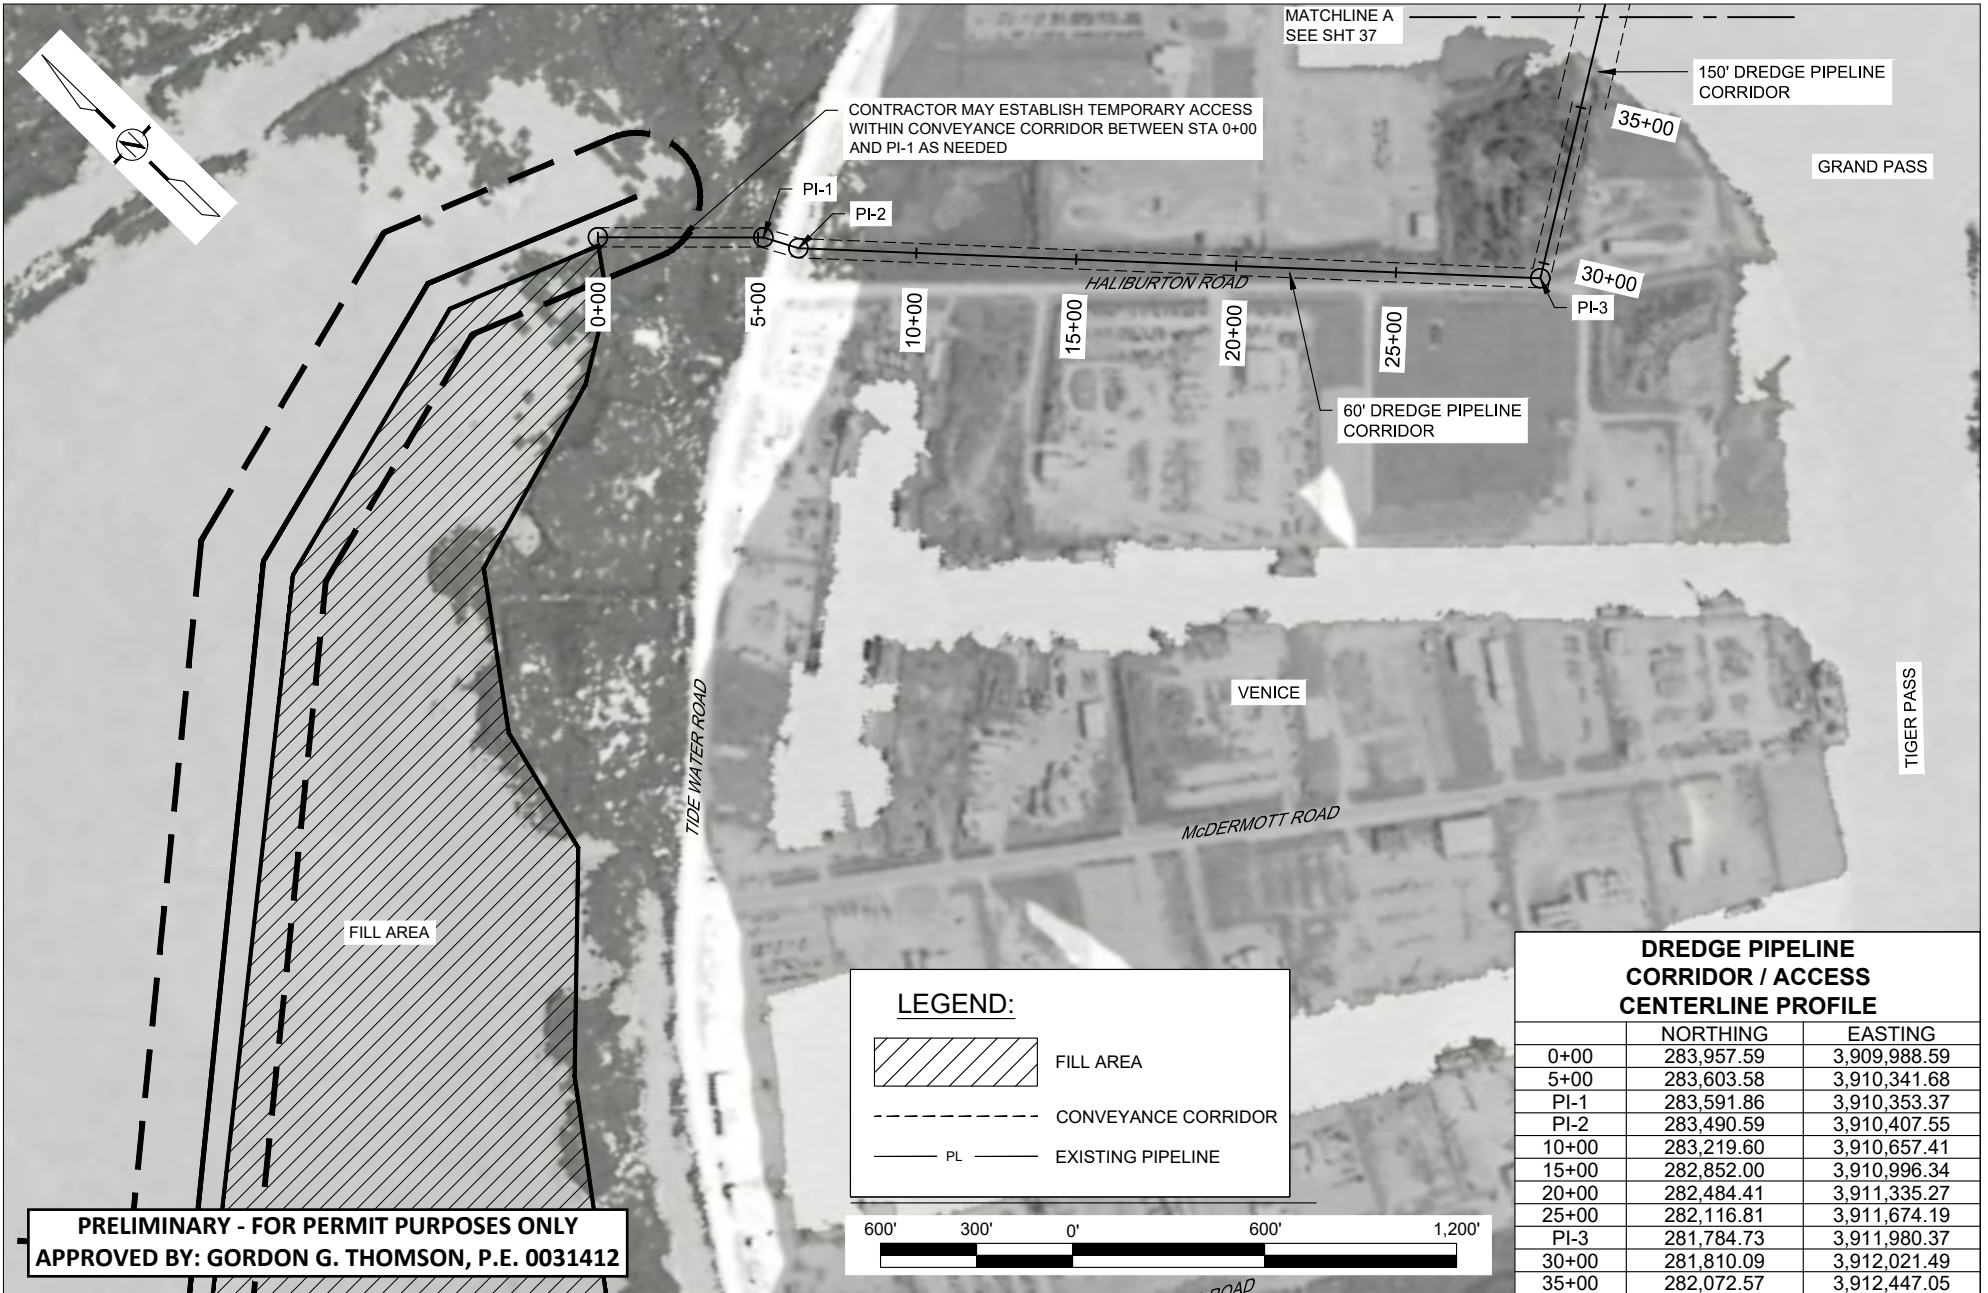 MATCHLINE A
SEE SHT 37
150' DREDGE PIPELINE
CORRIDOR
N
CONTRACTOR MAY ESTABLISH TEMPORARY ACCESS
WITHIN CONVEYANCE CORRIDOR BETWEEN STA 0+00
AND PI-1 AS NEEDED
35+00
GRAND PASS
PI-1
PI-2
0+00
5+00
10+00
15+00
20+00
25+00
30+00
PI-3
HALIBURTON ROAD
60' DREDGE PIPELINE
CORRIDOR
VENICE
TIGER PASS
TIDE WATER ROAD
McDERMOTT ROAD
FILL AREA
LEGEND:
FILL AREA
CONVEYANCE CORRIDOR
PL EXISTING PIPELINE
600' 300' 0' 600' 1,200'
ROAD
PRELIMINARY - FOR PERMIT PURPOSES ONLY
APPROVED BY: GORDON G. THOMSON, P.E. 0031412
DREDGE PIPELINE
CORRIDOR / ACCESS
CENTERLINE PROFILE
NORTHING EASTING
0+00 283,957.59 3,909,988.59
5+00 283,603.58 3,910,341.68
PI-1 283,591.86 3,910,353.37
PI-2 283,490.59 3,910,407.55
10+00 283,219.60 3,910,657.41
15+00 282,852.00 3,910,996.34
20+00 282,484.41 3,911,335.27
25+00 282,116.81 3,911,674.19
PI-3 281,784.73 3,911,980.37
30+00 281,810.09 3,912,021.49
35+00 282,072.57 3,912,447.05